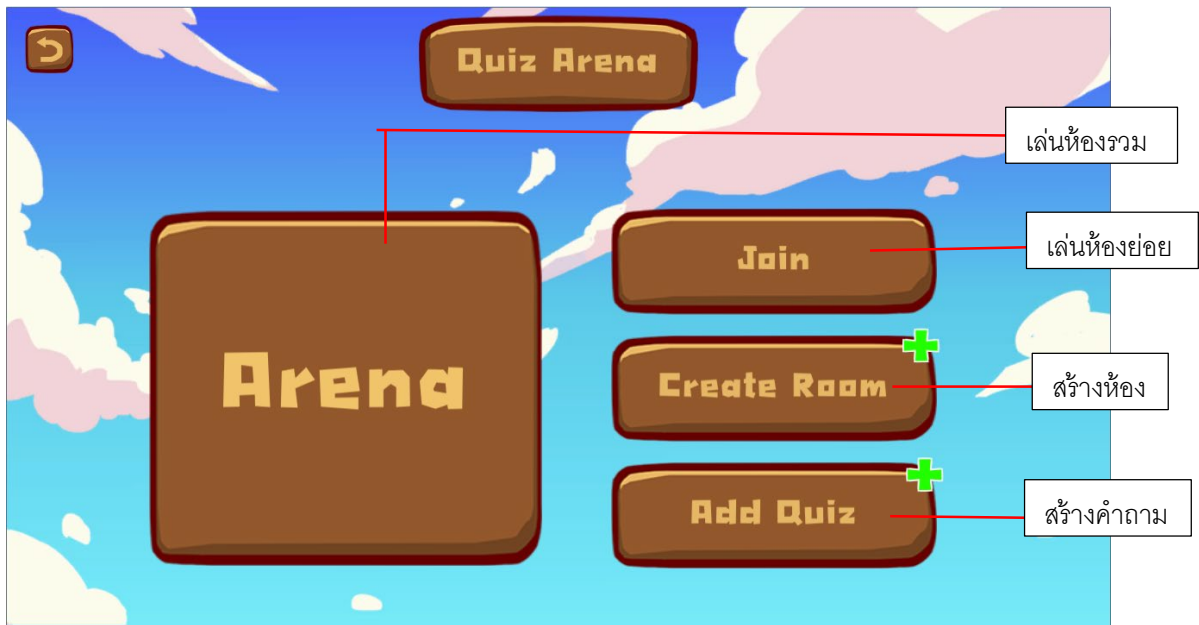 Quiz Arena
เล่นห้องรวม
Join
เล่นห้องย่อย
Arena
Create Room
สร้างห้อง
Add Quiz
สร้างคำถาม